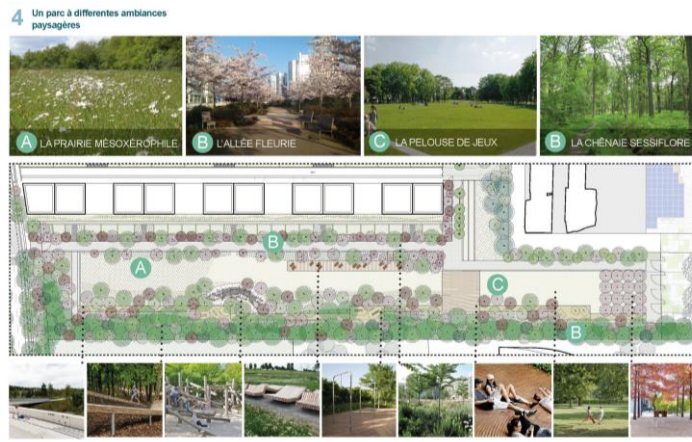 4
Un parc à differentes ambiances
paysagères
A LA PRAIRIE MÉSOXÉROPHILE
B L'ALLÉE FLEURIE
C LA PELOUSE DE JEUX
B LA CHÊNAIE SESSIFLORE
B
A
C
B